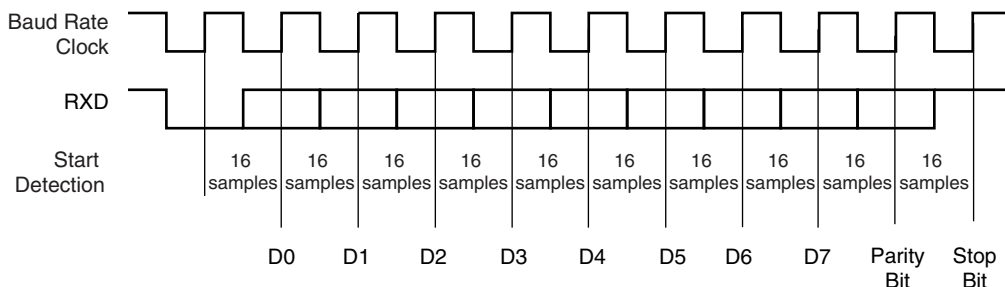 Baud Rate
Clock
RXD
Start
Detection
16 16 16 16 16 16 16 16 16 16
samples samples samples samples samples samples samples samples samples samples
D0 D1 D2 D3 D4 D5 D6 D7 Parity Stop
Bit Bit